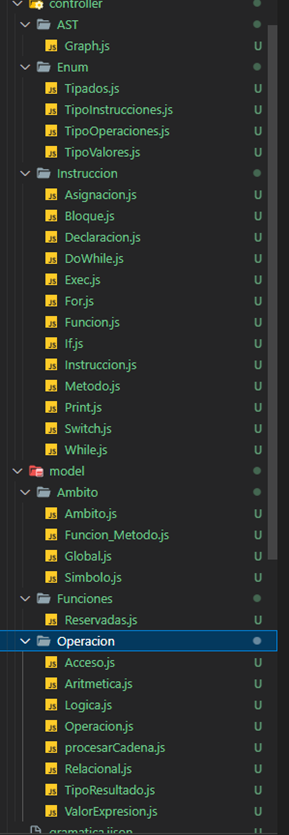 controller
AST
JS Graph.js U
Enum
JS Tipados.js U
JS TipoInstrucciones.js U
JS TipoOperaciones.js U
JS TipoValores.js U
Instruccion
JS Asignacion.js U
JS Bloque.js U
JS Declaracion.js U
JS DoWhile.js U
JS Exec.js U
JS For.js U
JS Funcion.js U
JS If.js U
JS Instruccion.js U
JS Metodo.js U
JS Print.js U
JS Switch.js U
JS While.js U
model
Ambito
JS Ambito.js U
JS Funcion_Metodo.js U
JS Global.js U
JS Simbolo.js U
Funciones
JS Reservadas.js U
Operacion
JS Acceso.js U
JS Aritmetica.js U
JS Logica.js U
JS Operacion.js U
JS procesarCadena.js U
JS Relacional.js U
JS TipoResultado.js U
JS ValorExpresion.js U
gramatica.jison